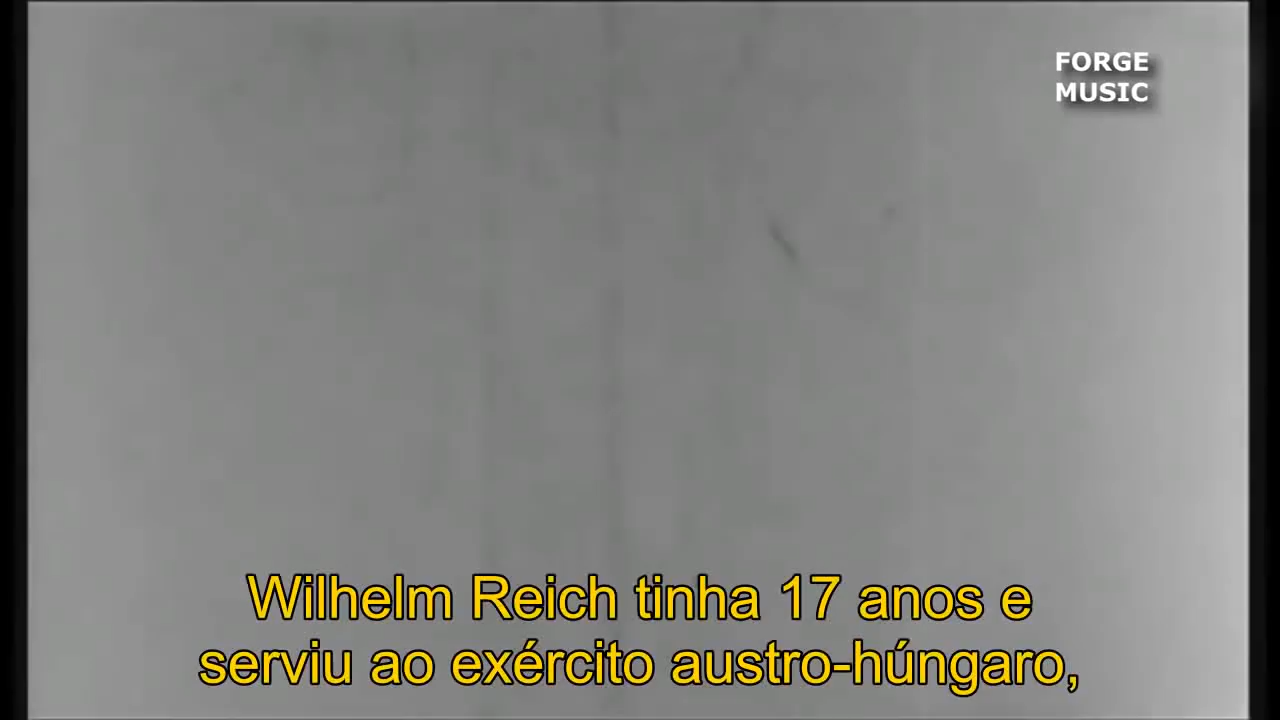 FORGE
MUSIC
Wilhelm Reich tinha 17 anos e
serviu ao exército austro-húngaro,